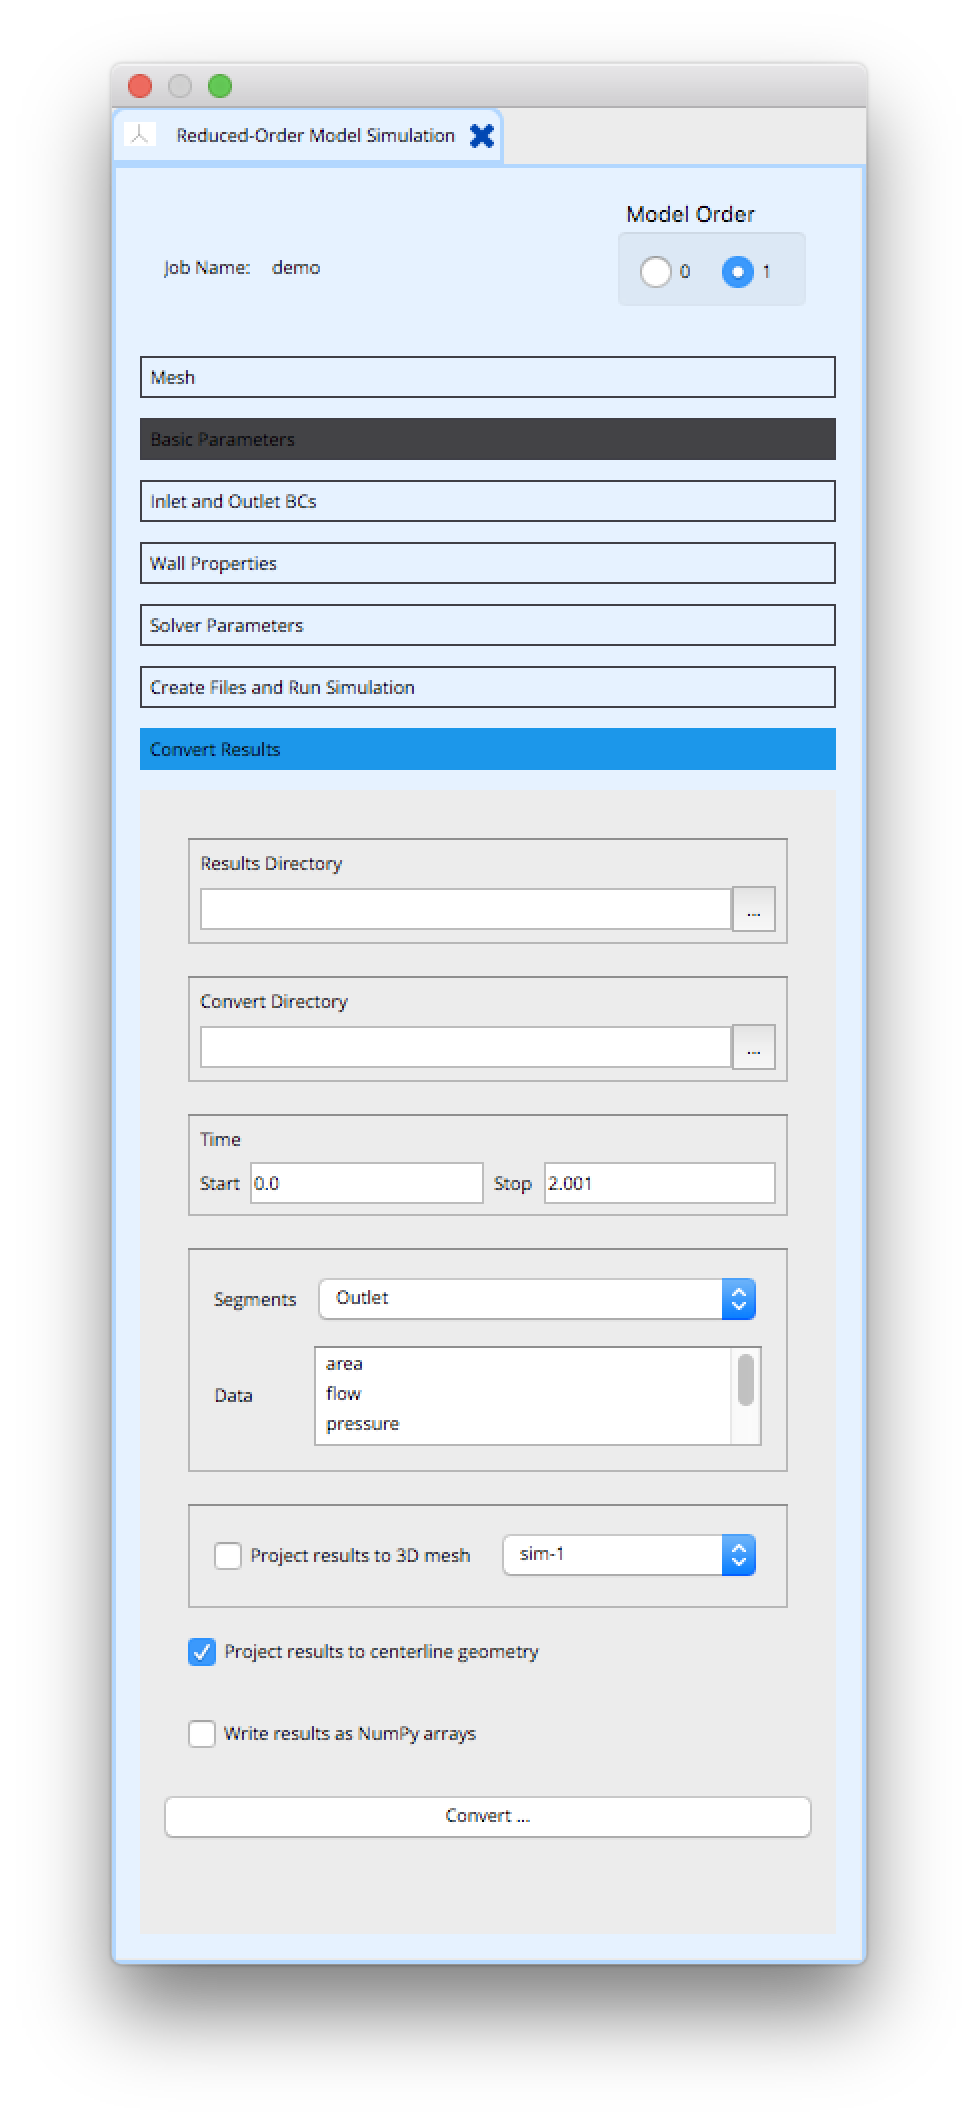 Reduced-Order Model Simulation
Model Order
Job Name: demo
0 1
Mesh
Basic Parameters
Inlet and Outlet BCs
Wall Properties
Solver Parameters
Create Files and Run Simulation
Convert Results
Results Directory
...
Convert Directory
...
Time
Start 0.0 Stop 2.001
Segments Outlet
area
Data flow
pressure
Project results to 3D mesh sim-1
Project results to centerline geometry
Write results as NumPy arrays
Convert ...